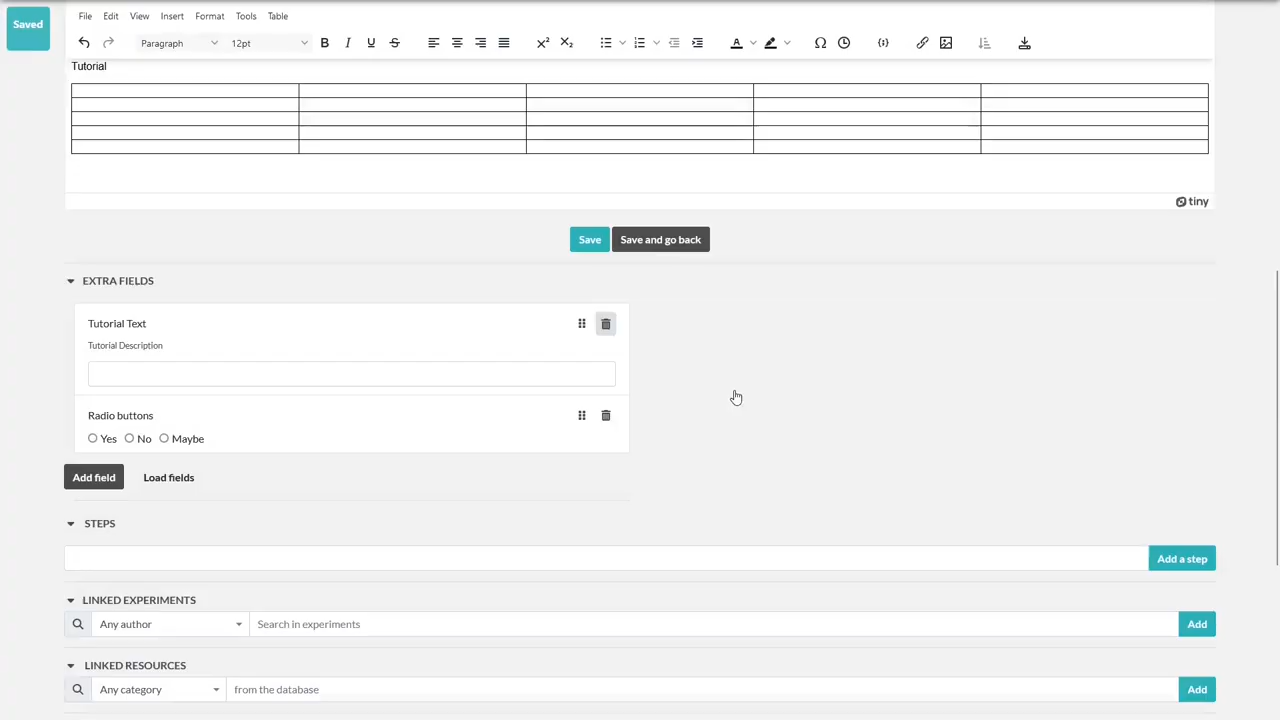 Saved
File Edit View Insert Format Tools Table
Paragraph 12pt B I U S
Tutorial
tiny
Save Save and go back
EXTRA FIELDS
Tutorial Text
Tutorial Description
Radio buttons
Yes No Maybe
Add field Load fields
STEPS
Add a step
LINKED EXPERIMENTS
Any author Search in experiments Add
LINKED RESOURCES
Any category from the database Add